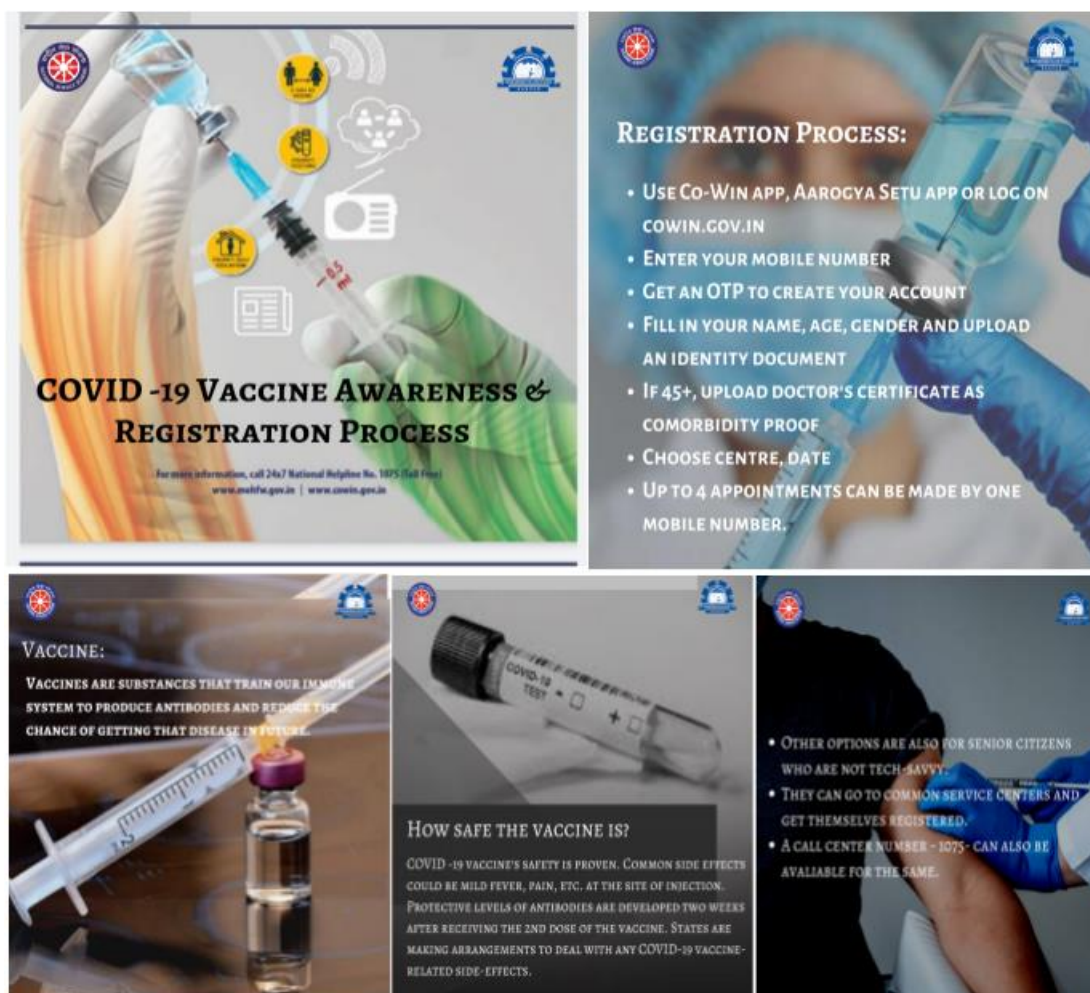 COVID -19 VACCINE AWARENESS &
REGISTRATION PROCESS
For more information, call 24x7 National Helpline No. 1075 (Toll Free)
www.mohfw.gov.in | www.cowin.gov.in
0.5
ml
REGISTRATION PROCESS:
• USE CO-WIN APP, AAROGYA SETU APP OR LOG ON
COWIN.GOV.IN
• ENTER YOUR MOBILE NUMBER
• GET AN OTP TO CREATE YOUR ACCOUNT
• FILL IN YOUR NAME, AGE, GENDER AND UPLOAD
AN IDENTITY DOCUMENT
• IF 45+, UPLOAD DOCTOR'S CERTIFICATE AS
COMORBIDITY PROOF
• CHOOSE CENTRE, DATE
• UP TO 4 APPOINTMENTS CAN BE MADE BY ONE
MOBILE NUMBER.
VACCINE:
VACCINES ARE SUBSTANCES THAT TRAIN OUR IMMUNE
SYSTEM TO PRODUCE ANTIBODIES AND REDUCE THE
CHANCE OF GETTING THAT DISEASE IN FUTURE.
COVID-19
TEST - +
HOW SAFE THE VACCINE IS?
COVID -19 VACCINE'S SAFETY IS PROVEN. COMMON SIDE EFFECTS
COULD BE MILD FEVER, PAIN, ETC. AT THE SITE OF INJECTION.
PROTECTIVE LEVELS OF ANTIBODIES ARE DEVELOPED TWO WEEKS
AFTER RECEIVING THE 2ND DOSE OF THE VACCINE. STATES ARE
MAKING ARRANGEMENTS TO DEAL WITH ANY COVID-19 VACCINE-
RELATED SIDE-EFFECTS.
• OTHER OPTIONS ARE ALSO FOR SENIOR CITIZENS
WHO ARE NOT TECH-SAVVY.
• THEY CAN GO TO COMMON SERVICE CENTERS AND
GET THEMSELVES REGISTERED.
• A CALL CENTER NUMBER - 1075- CAN ALSO BE
AVALIABLE FOR THE SAME.